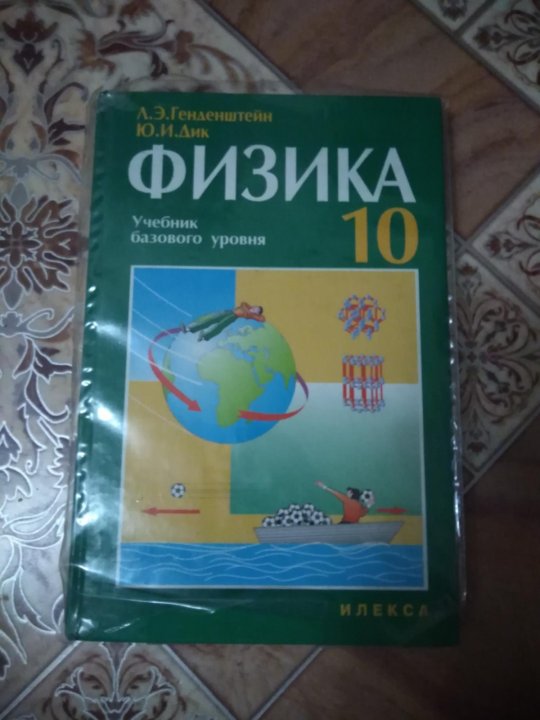 Л.Э.Генденштейн
Ю.И.Дик
ФИЗИКА
10
Учебник
базового уровня
ИЛЕКСА